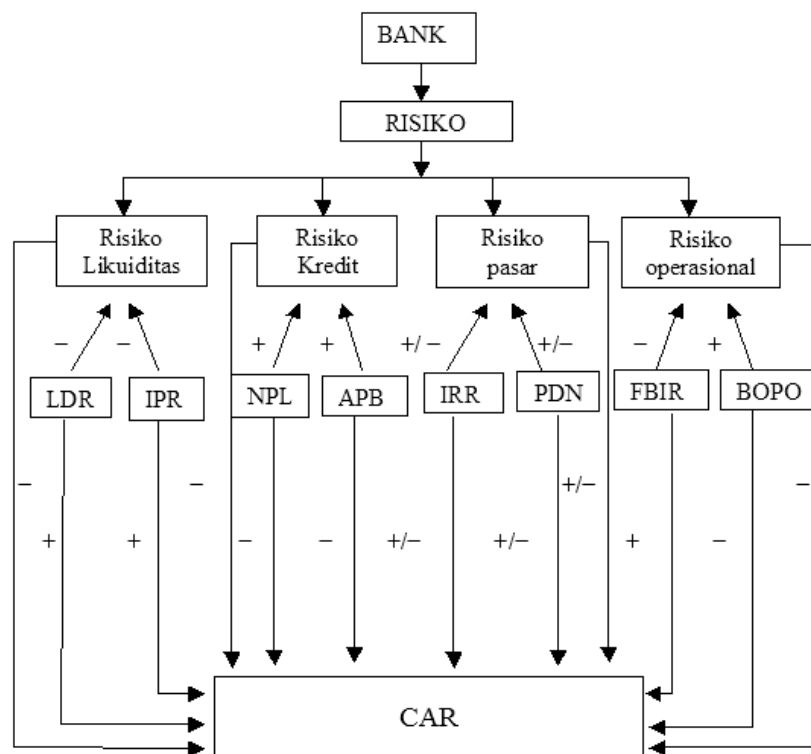 BANK
RISIKO
Risiko
Likuiditas
Risiko
Kredit
Risiko
pasar
Risiko
operasional
− − + + +/− +/− − +
LDR IPR NPL APB IRR PDN FBIR BOPO
− − +/− −
+ + − − +/− +/− + −
CAR